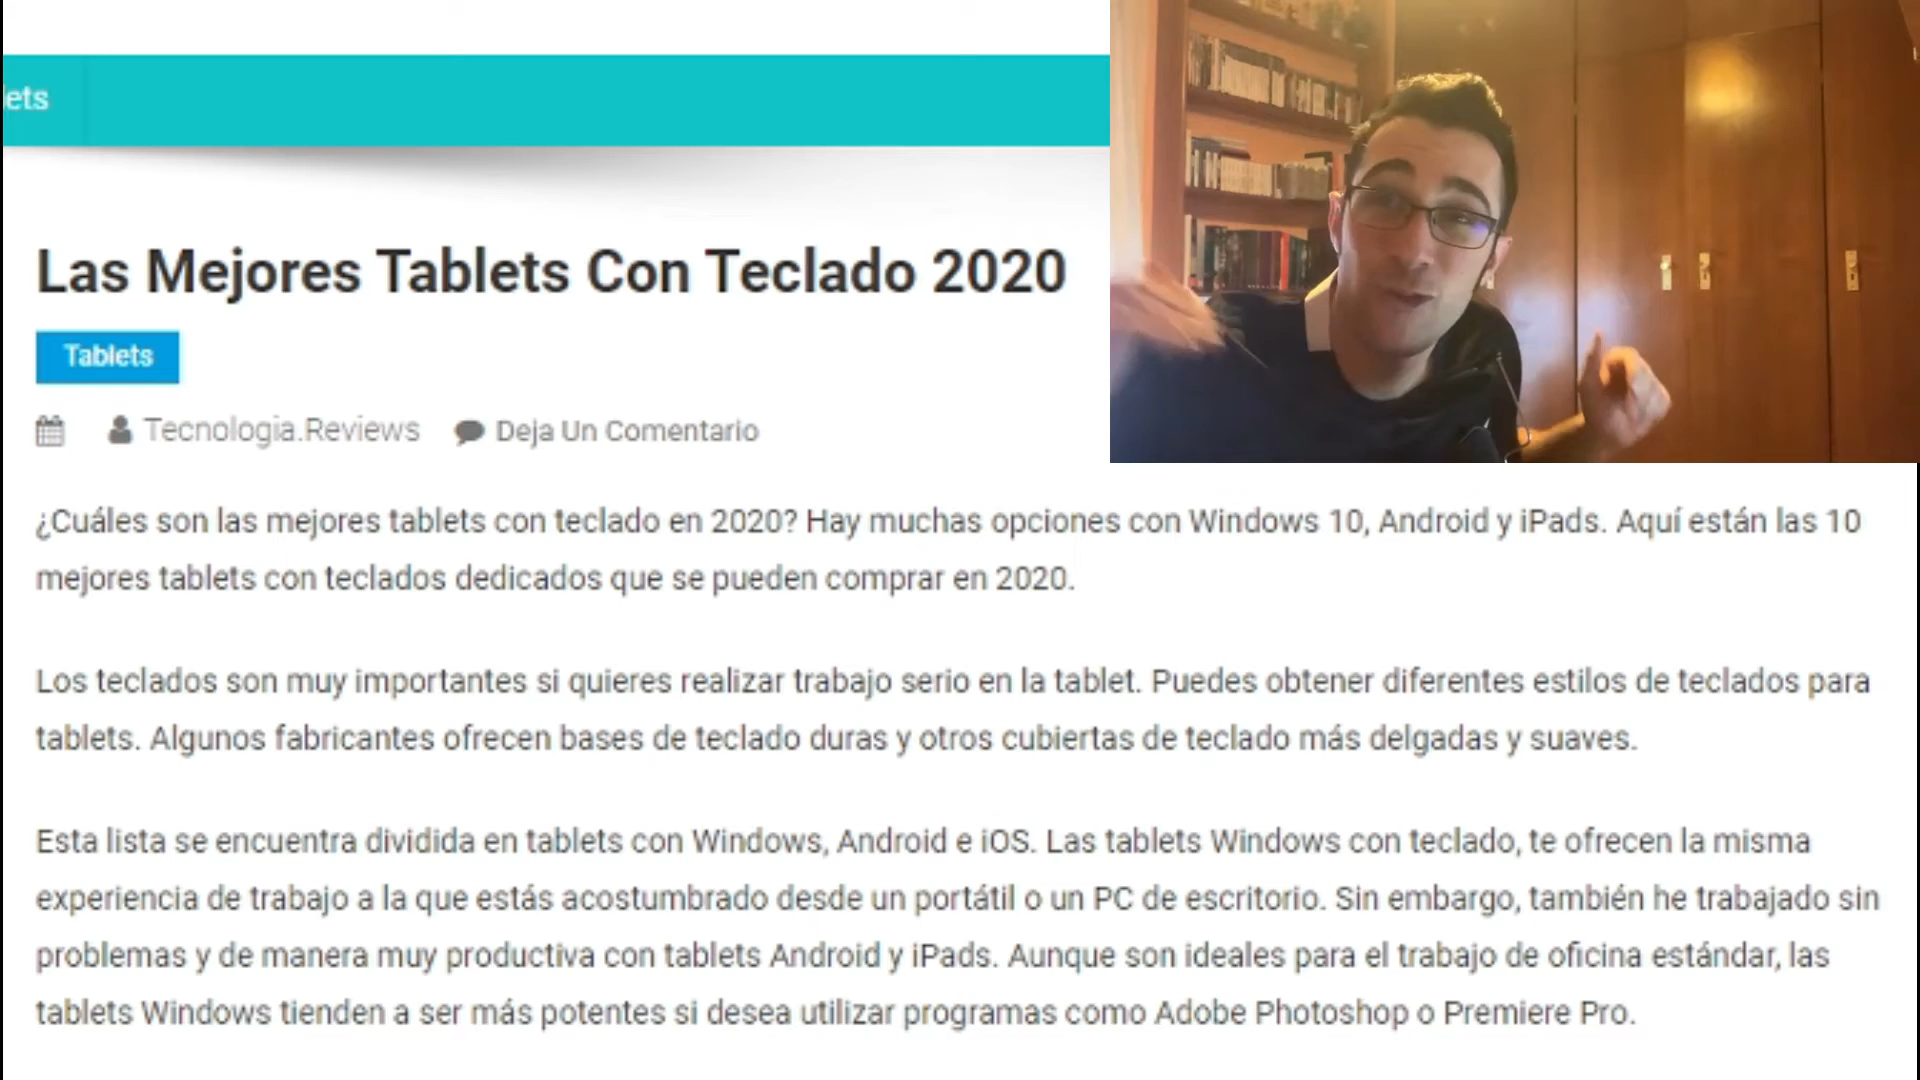 lets
Las Mejores Tablets Con Teclado 2020
Tablets
Tecnologia.Reviews Deja Un Comentario
¿Cuáles son las mejores tablets con teclado en 2020? Hay muchas opciones con Windows 10, Android y iPads. Aquí están las 10
mejores tablets con teclados dedicados que se pueden comprar en 2020.
Los teclados son muy importantes si quieres realizar trabajo serio en la tablet. Puedes obtener diferentes estilos de teclados para
tablets. Algunos fabricantes ofrecen bases de teclado duras y otros cubiertas de teclado más delgadas y suaves.
Esta lista se encuentra dividida en tablets con Windows, Android e iOS. Las tablets Windows con teclado, te ofrecen la misma
experiencia de trabajo a la que estás acostumbrado desde un portátil o un PC de escritorio. Sin embargo, también he trabajado sin
problemas y de manera muy productiva con tablets Android y iPads. Aunque son ideales para el trabajo de oficina estándar, las
tablets Windows tienden a ser más potentes si desea utilizar programas como Adobe Photoshop o Premiere Pro.